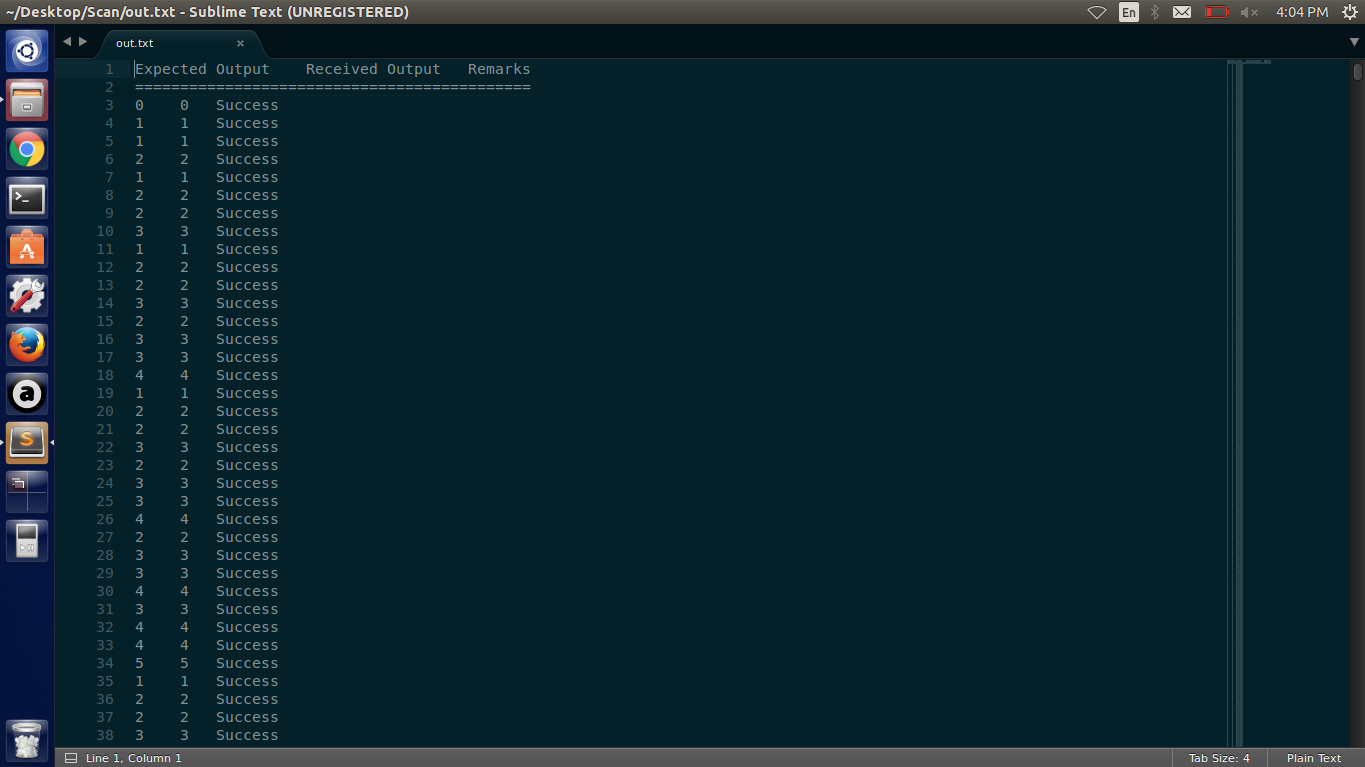 ~/Desktop/Scan/out.txt - Sublime Text (UNREGISTERED) En 4:04 PM
out.txt ×
1 Expected Output Received Output Remarks
2 ============================================
3 0 0 Success
4 1 1 Success
5 1 1 Success
6 2 2 Success
7 1 1 Success
8 2 2 Success
9 2 2 Success
10 3 3 Success
11 1 1 Success
12 2 2 Success
13 2 2 Success
14 3 3 Success
15 2 2 Success
16 3 3 Success
17 3 3 Success
18 4 4 Success
19 1 1 Success
20 2 2 Success
21 2 2 Success
22 3 3 Success
23 2 2 Success
24 3 3 Success
25 3 3 Success
26 4 4 Success
27 2 2 Success
28 3 3 Success
29 3 3 Success
30 4 4 Success
31 3 3 Success
32 4 4 Success
33 4 4 Success
34 5 5 Success
35 1 1 Success
36 2 2 Success
37 2 2 Success
38 3 3 Success
Line 1, Column 1 Tab Size: 4 Plain Text